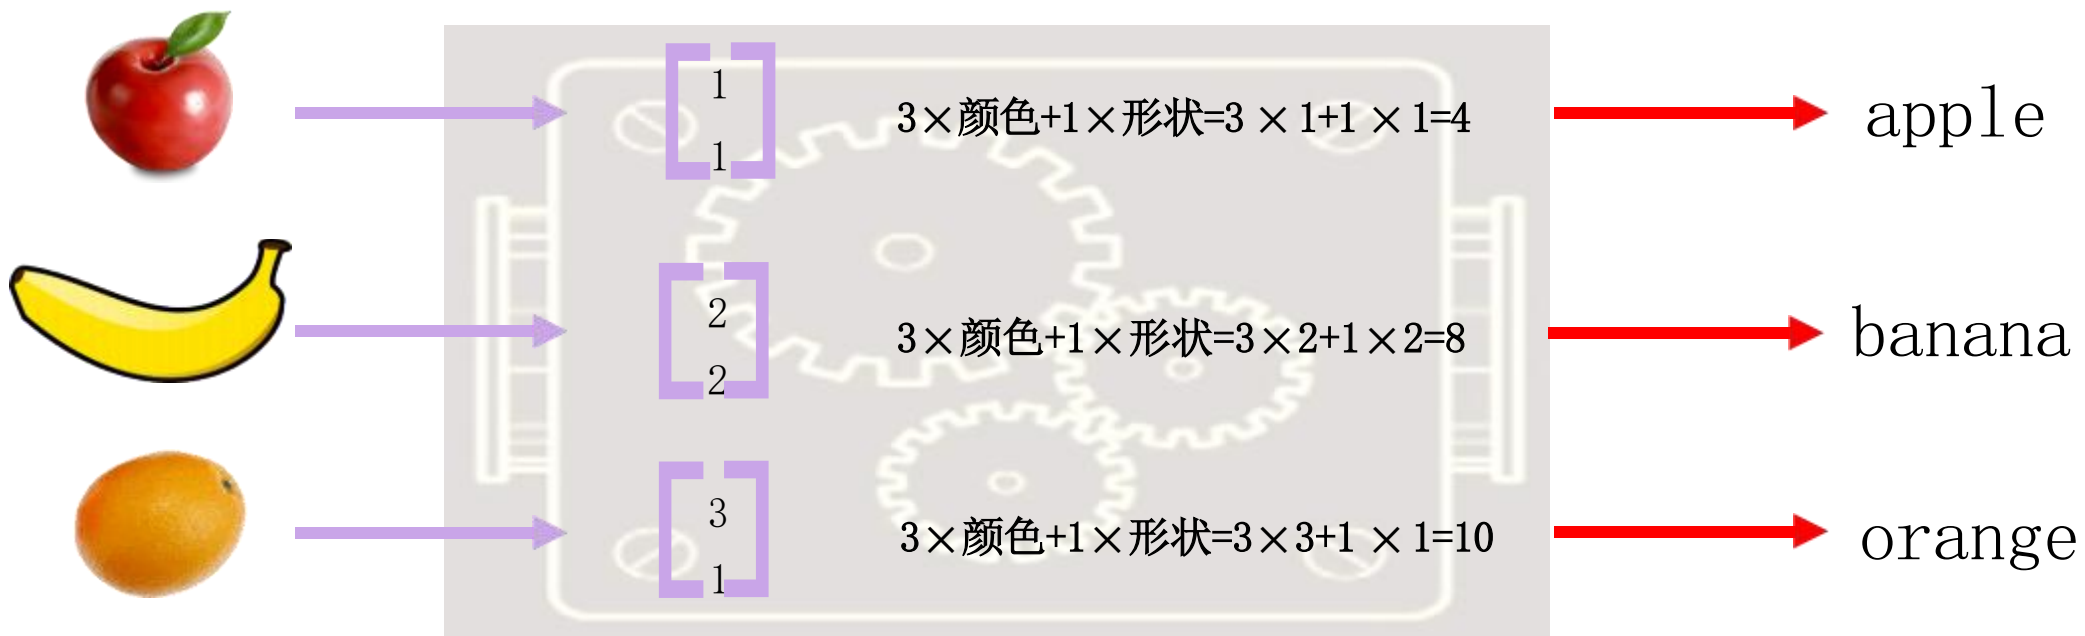 1
1
3×颜色+1×形状=3 ×1+1 ×1=4
apple
2
2
3×颜色+1×形状=3×2+1×2=8
banana
3
1
3×颜色+1×形状=3×3+1 ×1=10
orange